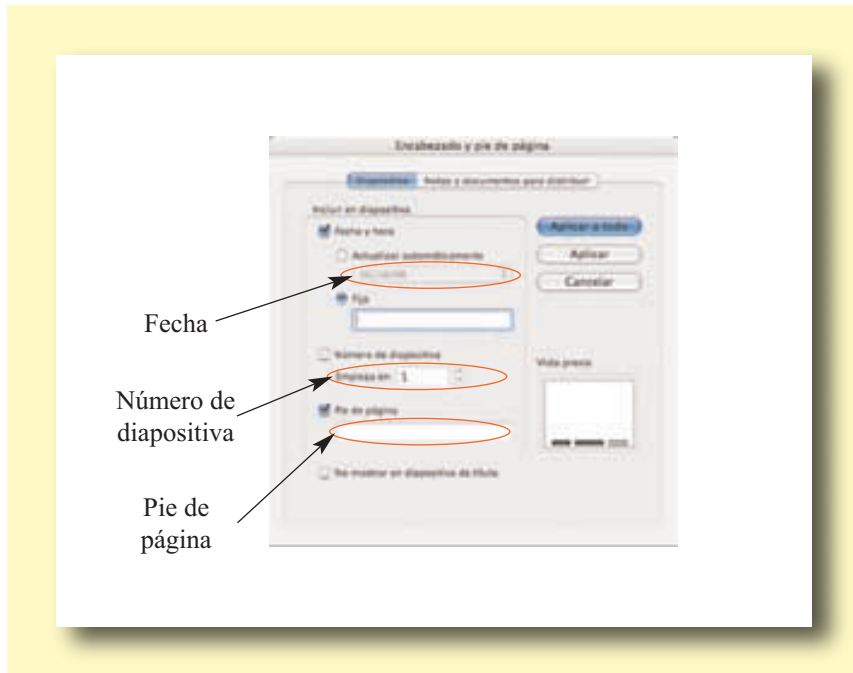 Encabezado y pie de página
Diapositiva Notas y documentos para distribuir
Incluir en diapositiva
Fecha y hora
Aplicar a todo
Actualizar automáticamente
Aplicar
Cancelar
Fija
Fecha
Número de diapositiva
Vista previa
Empieza en: 1
Número de
diapositiva
Pie de página
No mostrar en diapositiva de título
Pie de
página